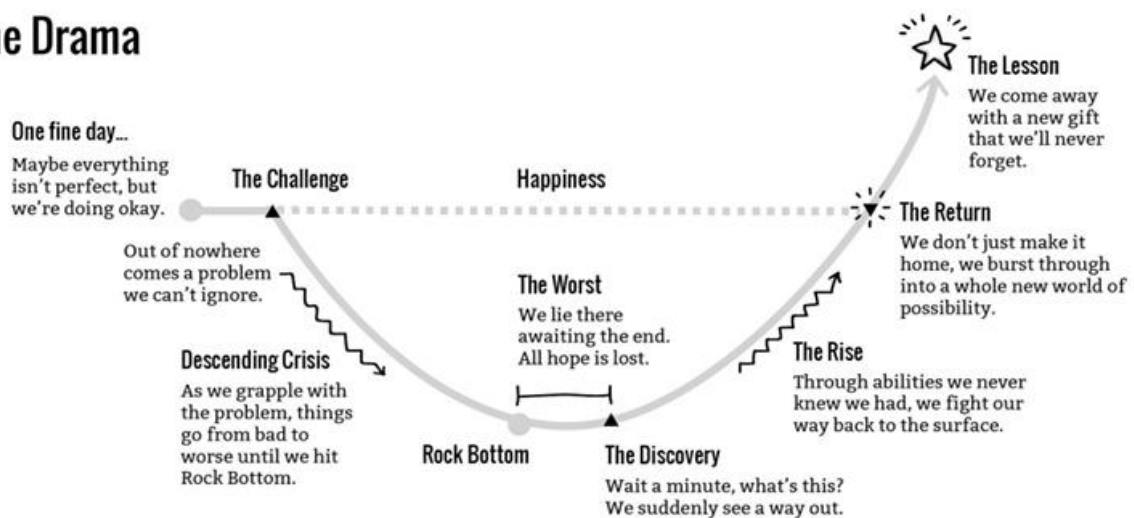 e Drama
One fine day...
Maybe everything
isn't perfect, but
we're doing okay.
The Challenge
Out of nowhere
comes a problem
we can't ignore.
Happiness
Descending Crisis
As we grapple with
the problem, things
go from bad to
worse until we hit
Rock Bottom.
Rock Bottom
The Worst
We lie there
awaiting the end.
All hope is lost.
The Discovery
Wait a minute, what's this?
We suddenly see a way out.
The Rise
Through abilities we never
knew we had, we fight our
way back to the surface.
The Return
We don't just make it
home, we burst through
into a whole new world of
possibility.
The Lesson
We come away
with a new gift
that we'll never
forget.